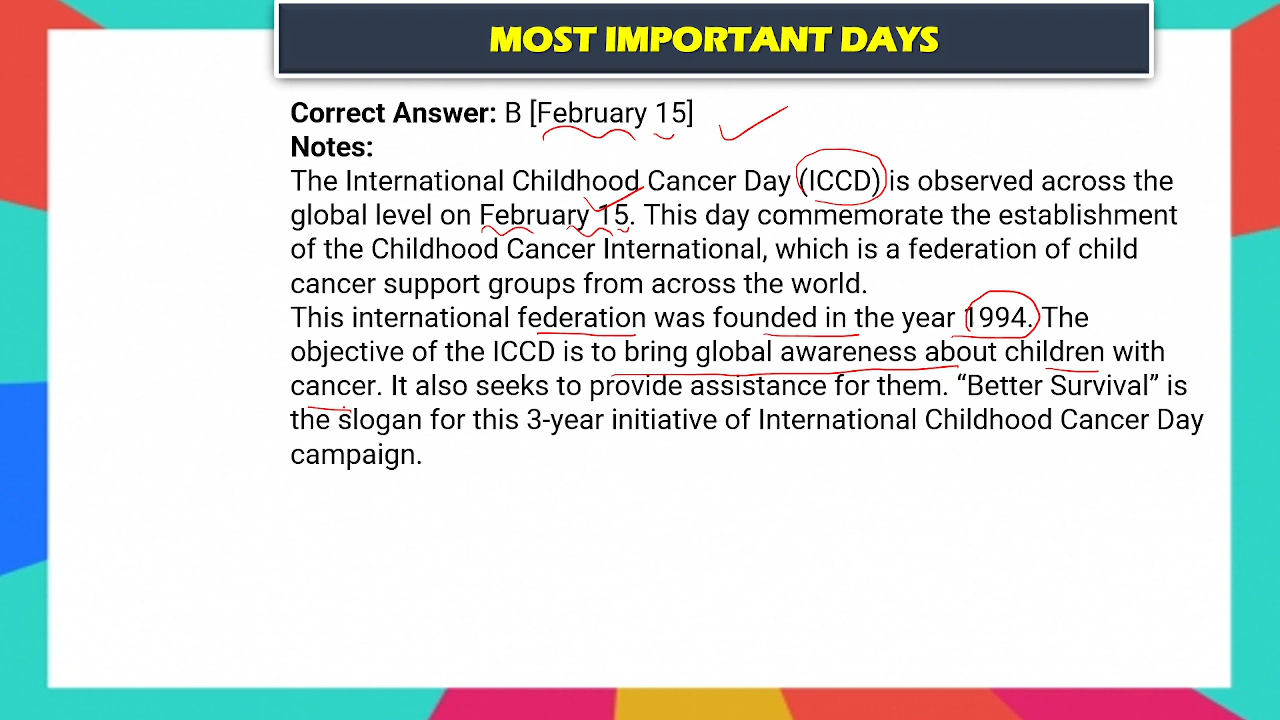 MOST IMPORTANT DAYS
Correct Answer: B [February 15]
Notes:
The International Childhood Cancer Day (ICCD) is observed across the
global level on February 15. This day commemorate the establishment
of the Childhood Cancer International, which is a federation of child
cancer support groups from across the world.
This international federation was founded in the year 1994. The
objective of the ICCD is to bring global awareness about children with
cancer. It also seeks to provide assistance for them. “Better Survival” is
the slogan for this 3-year initiative of International Childhood Cancer Day
campaign.